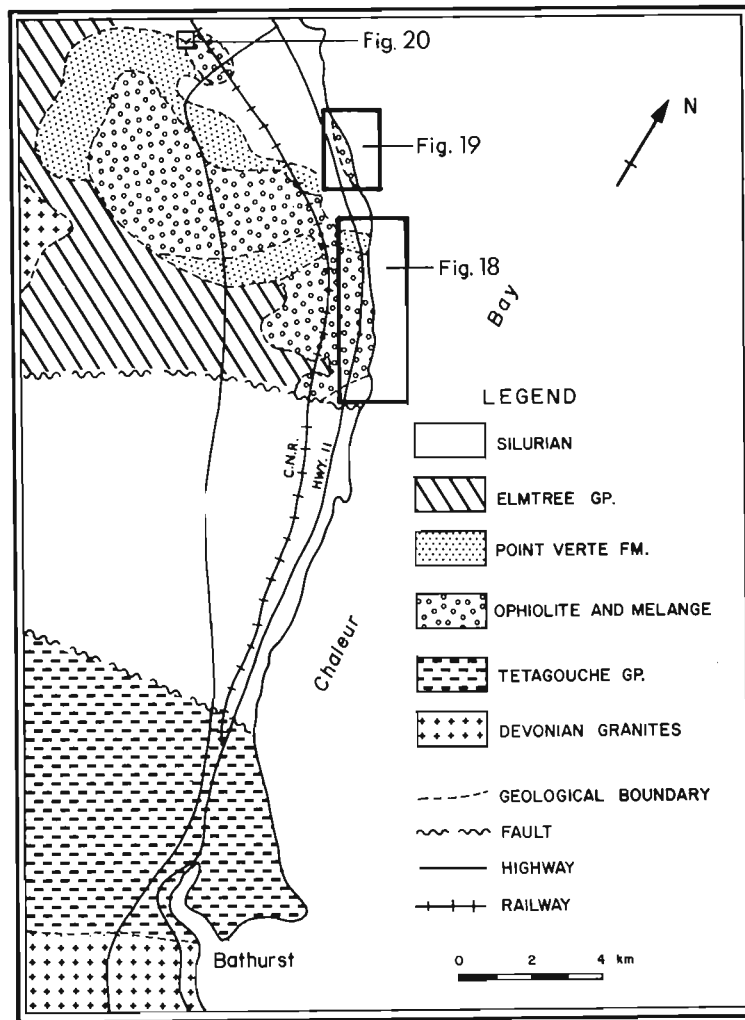 Fig. 20
N
Fig. 19
Fig. 18
Bay
Chaleur
C.N.R.
HWY. 11
Bathurst
LEGEND
SILURIAN
ELMTREE GP.
POINT VERTE FM.
OPHIOLITE AND MELANGE
TETAGOUCHE GP.
DEVONIAN GRANITES
GEOLOGICAL BOUNDARY
FAULT
HIGHWAY
RAILWAY
0 2 4 km